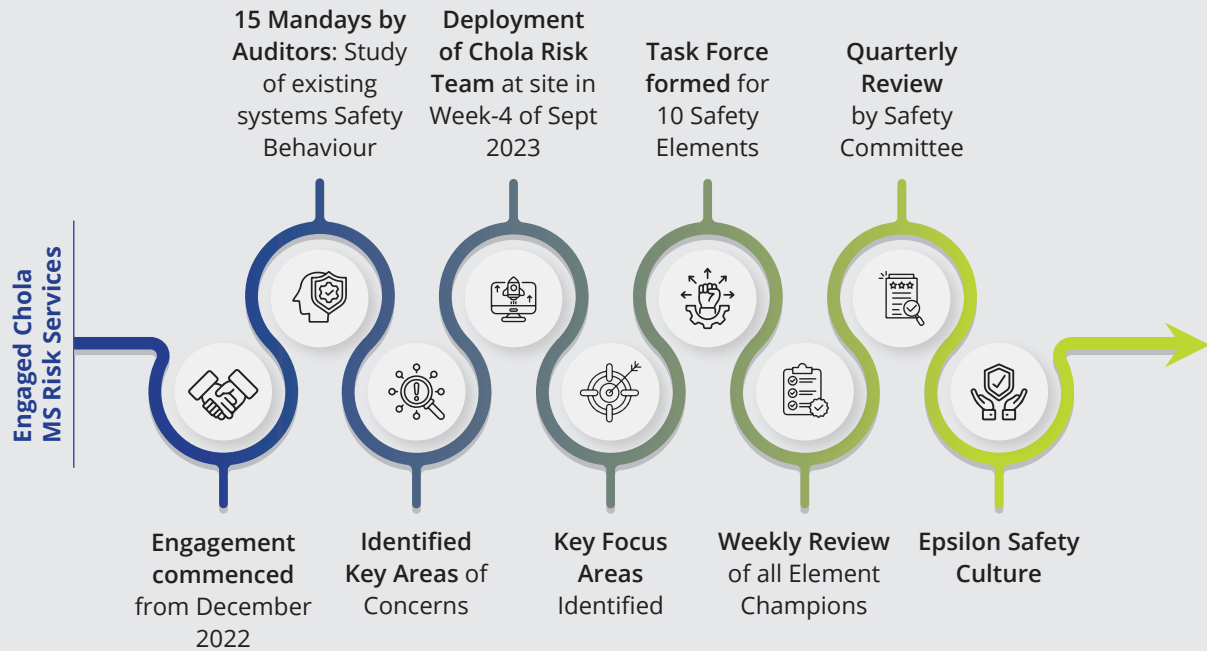 Engaged Chola
MS Risk Services
Engagement
commenced
from December
2022
15 Mandays by
Auditors: Study
of existing
systems Safety
Behaviour
Identified
Key Areas of
Concerns
Deployment
of Chola Risk
Team at site in
Week-4 of Sept
2023
Key Focus
Areas
Identified
Task Force
formed for
10 Safety
Elements
Weekly Review
of all Element
Champions
Quarterly
Review
by Safety
Committee
Epsilon Safety
Culture